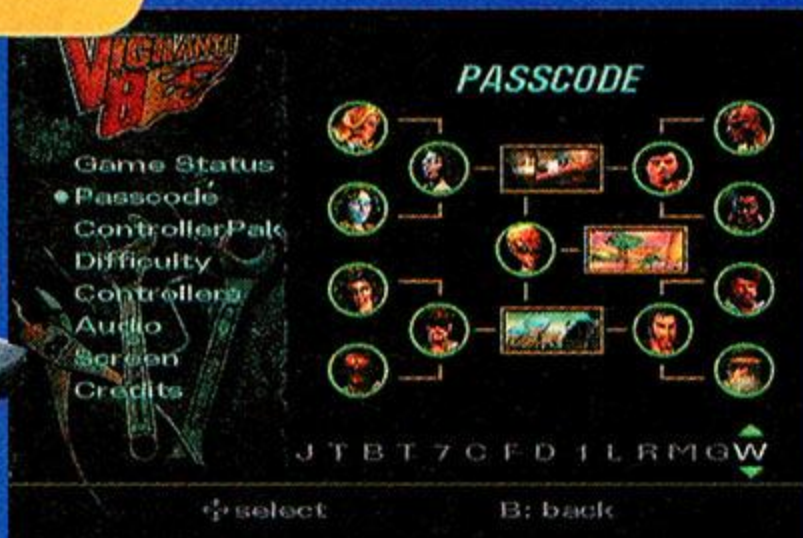 VIGILANTE
8
PASSCODE
Game Status
Passcode
ControllerPak
Difficulty
Controllers
Audio
Screen
Credits
J T B T 7 C F D 1 L R M G W
select
B: back